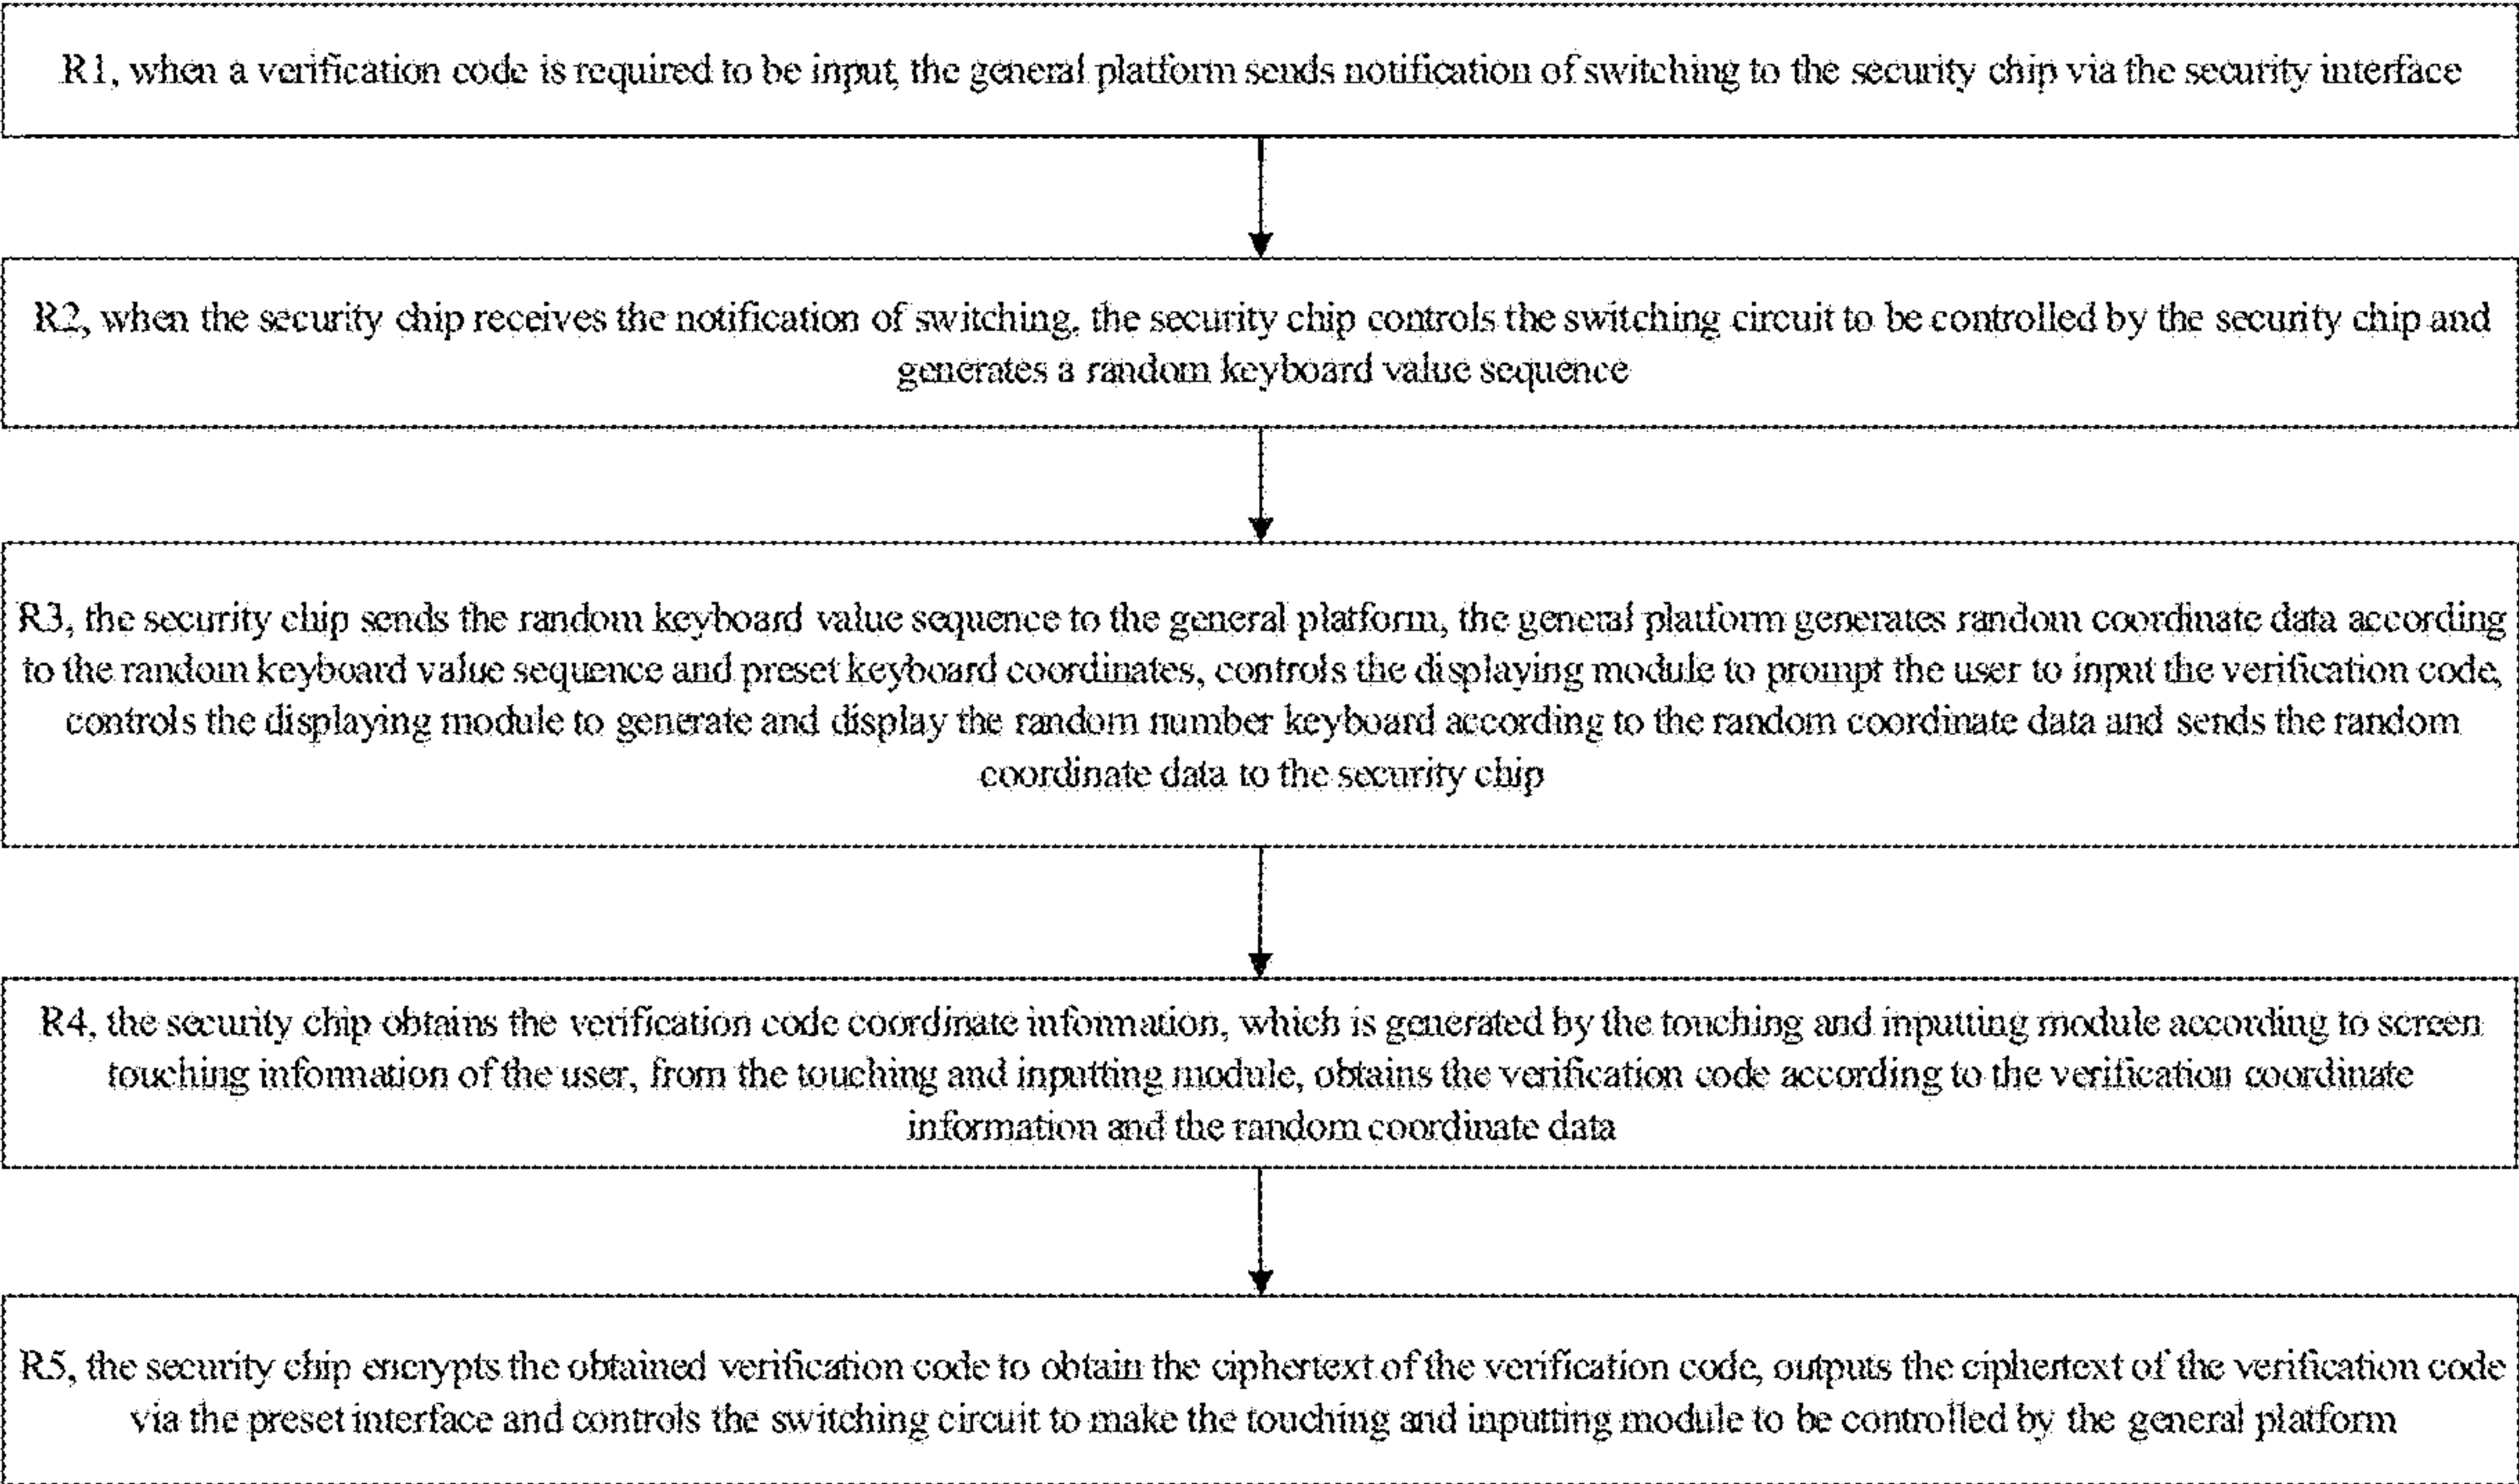 R1, when a verification code is required to be input, the general platform sends notification of switching to the security chip via the security interface
R2, when the security chip receives the notification of switching, the security chip controls the switching circuit to be controlled by the security chip and
generates a random keyboard value sequence
R3, the security chip sends the random keyboard value sequence to the general platform, the general platform generates random coordinate data according
to the random keyboard value sequence and preset keyboard coordinates, controls the displaying module to prompt the user to input the verification code,
controls the displaying module to generate and display the random number keyboard according to the random coordinate data and sends the random
coordinate data to the security chip
R4, the security chip obtains the verification code coordinate information, which is generated by the touching and inputting module according to screen
touching information of the user, from the touching and inputting module, obtains the verification code according to the verification coordinate
information and the random coordinate data
R5, the security chip encrypts the obtained verification code to obtain the ciphertext of the verification code, outputs the ciphertext of the verification code
via the preset interface and controls the switching circuit to make the touching and inputting module to be controlled by the general platform